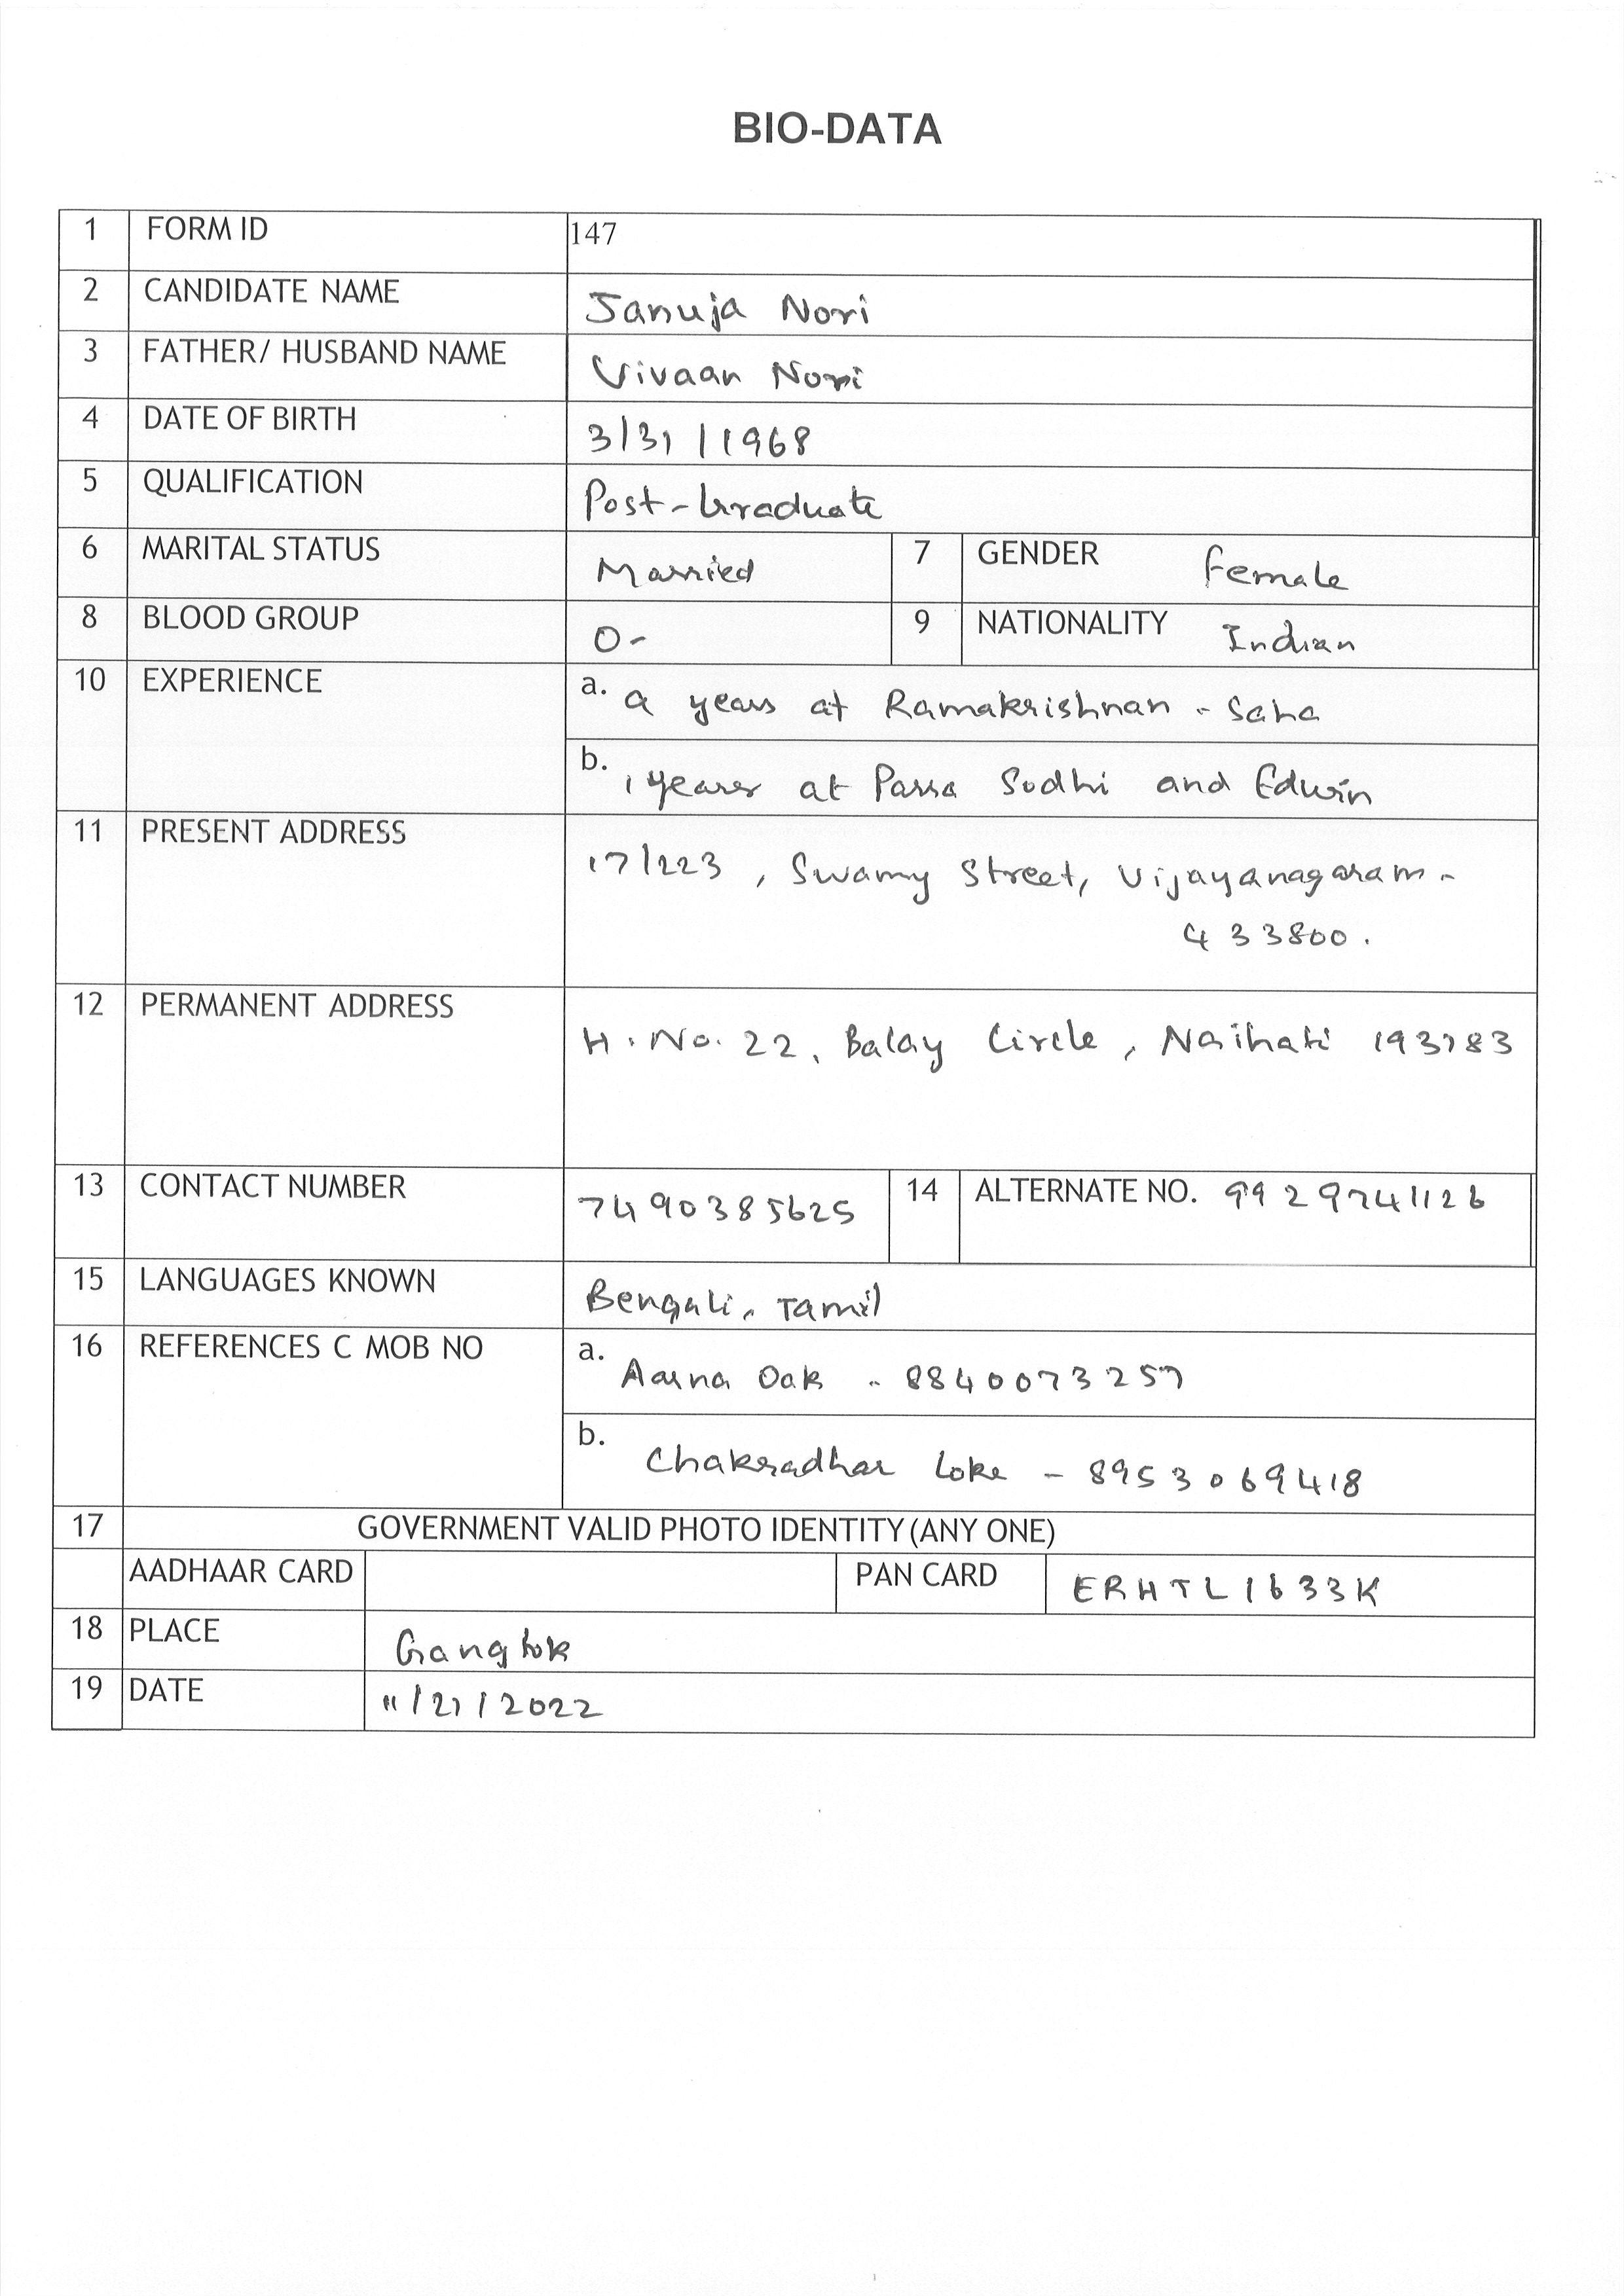 BIO-DATA
1 FORM ID 147
2 CANDIDATE NAME Januja Nori
3 FATHER/ HUSBAND NAME Vivaan Nori
4 DATE OF BIRTH 3/31/1968
5 QUALIFICATION Post-Graduate
6 MARITAL STATUS Married 7 GENDER Female
8 BLOOD GROUP O- 9 NATIONALITY Indian
10 EXPERIENCE a. 9 years at Ramakrishnan - Saha
b. 1 years at Parsa Sodhi and Edwin
11 PRESENT ADDRESS 17/223, Swamy Street, Vijayanagaram -
433800.
12 PERMANENT ADDRESS H.No. 22, Balay Circle, Naihati 193783
13 CONTACT NUMBER 7490385625 14 ALTERNATE NO. 9929741126
15 LANGUAGES KNOWN Bengali, Tamil
16 REFERENCES C MOB NO a. Aarna Oak - 8840073257
b. Chakradhar Loke - 8953069418
17 GOVERNMENT VALID PHOTO IDENTITY (ANY ONE)
AADHAAR CARD PAN CARD ERHTL1633K
18 PLACE Gangtok
19 DATE 11/21/2022